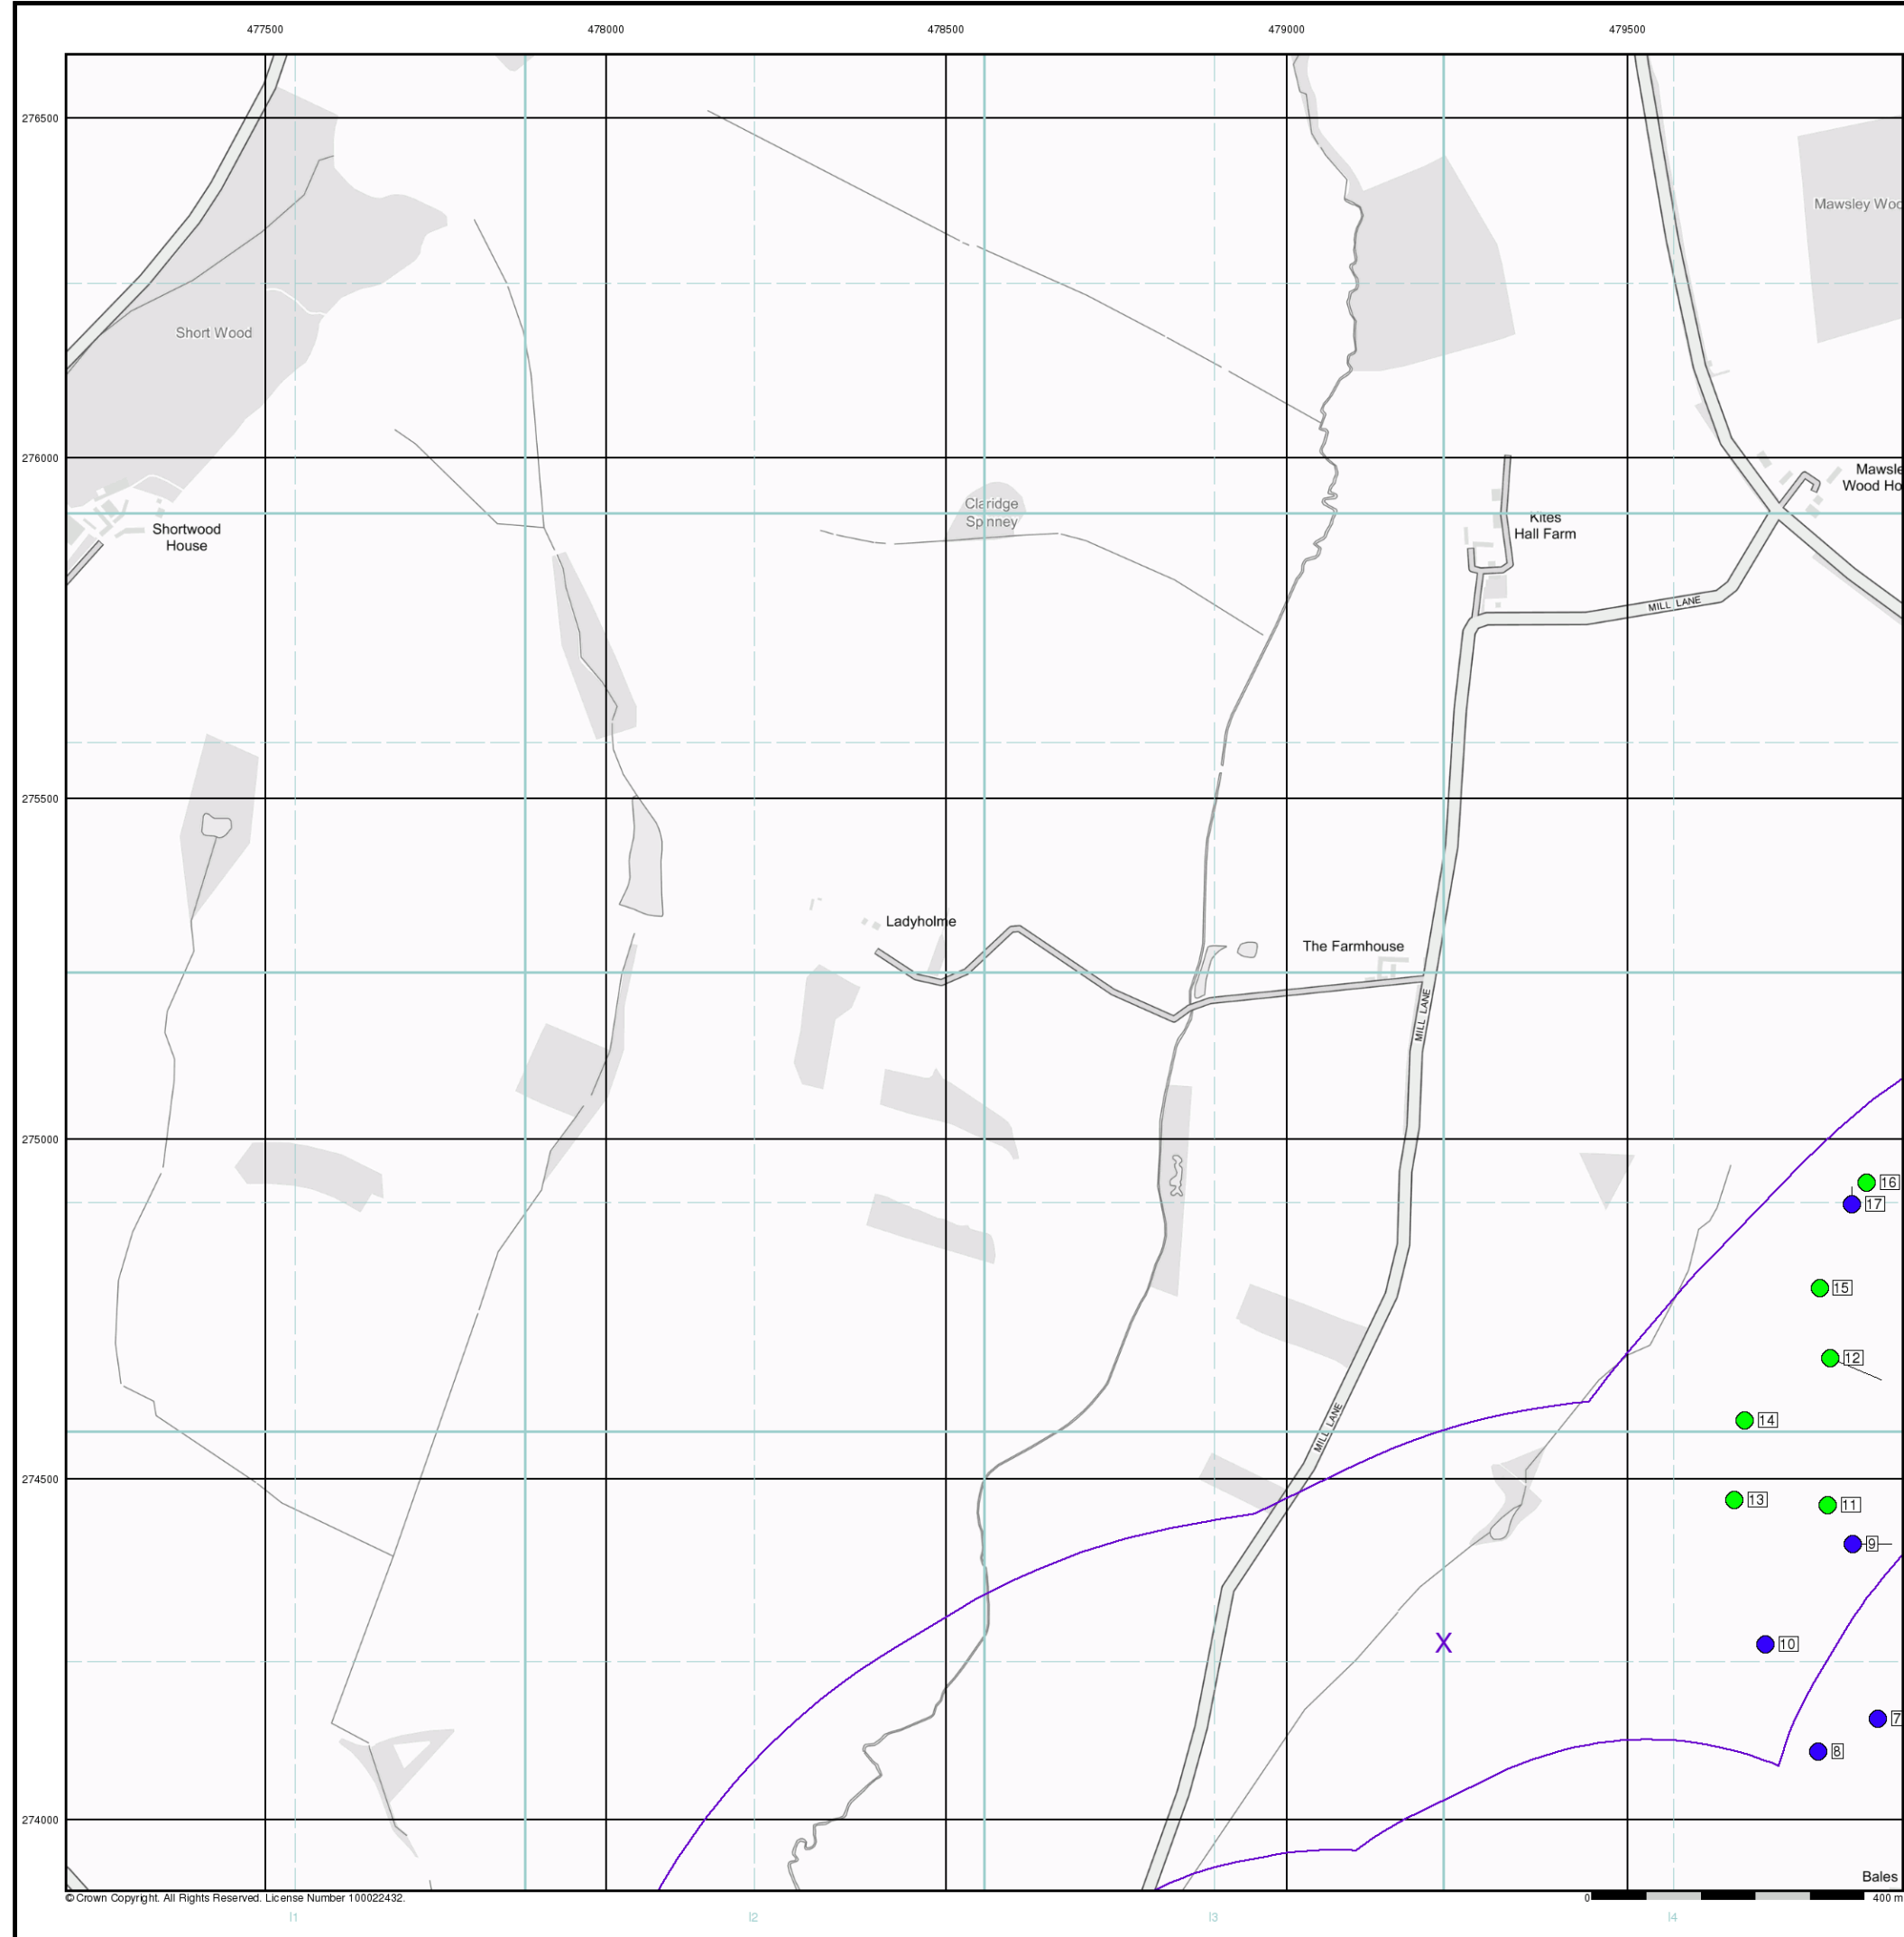 477500 478000 478500 479000 479500
276500
Mawsley Woo
Short Wood
276000
Mawsle
Wood Ho
Claridge
Spinney
Kites
Hall Farm
Shortwood
House
MILL LANE
275500
Ladyholme
The Farmhouse
MILL LANE
275000
16
17
15
12
MILL LANE
14
274500
13
11
9
X
10
7
8
274000
Bales
© Crown Copyright. All Rights Reserved. License Number 100022432.
0 400 m
I1 I2 I3 I4